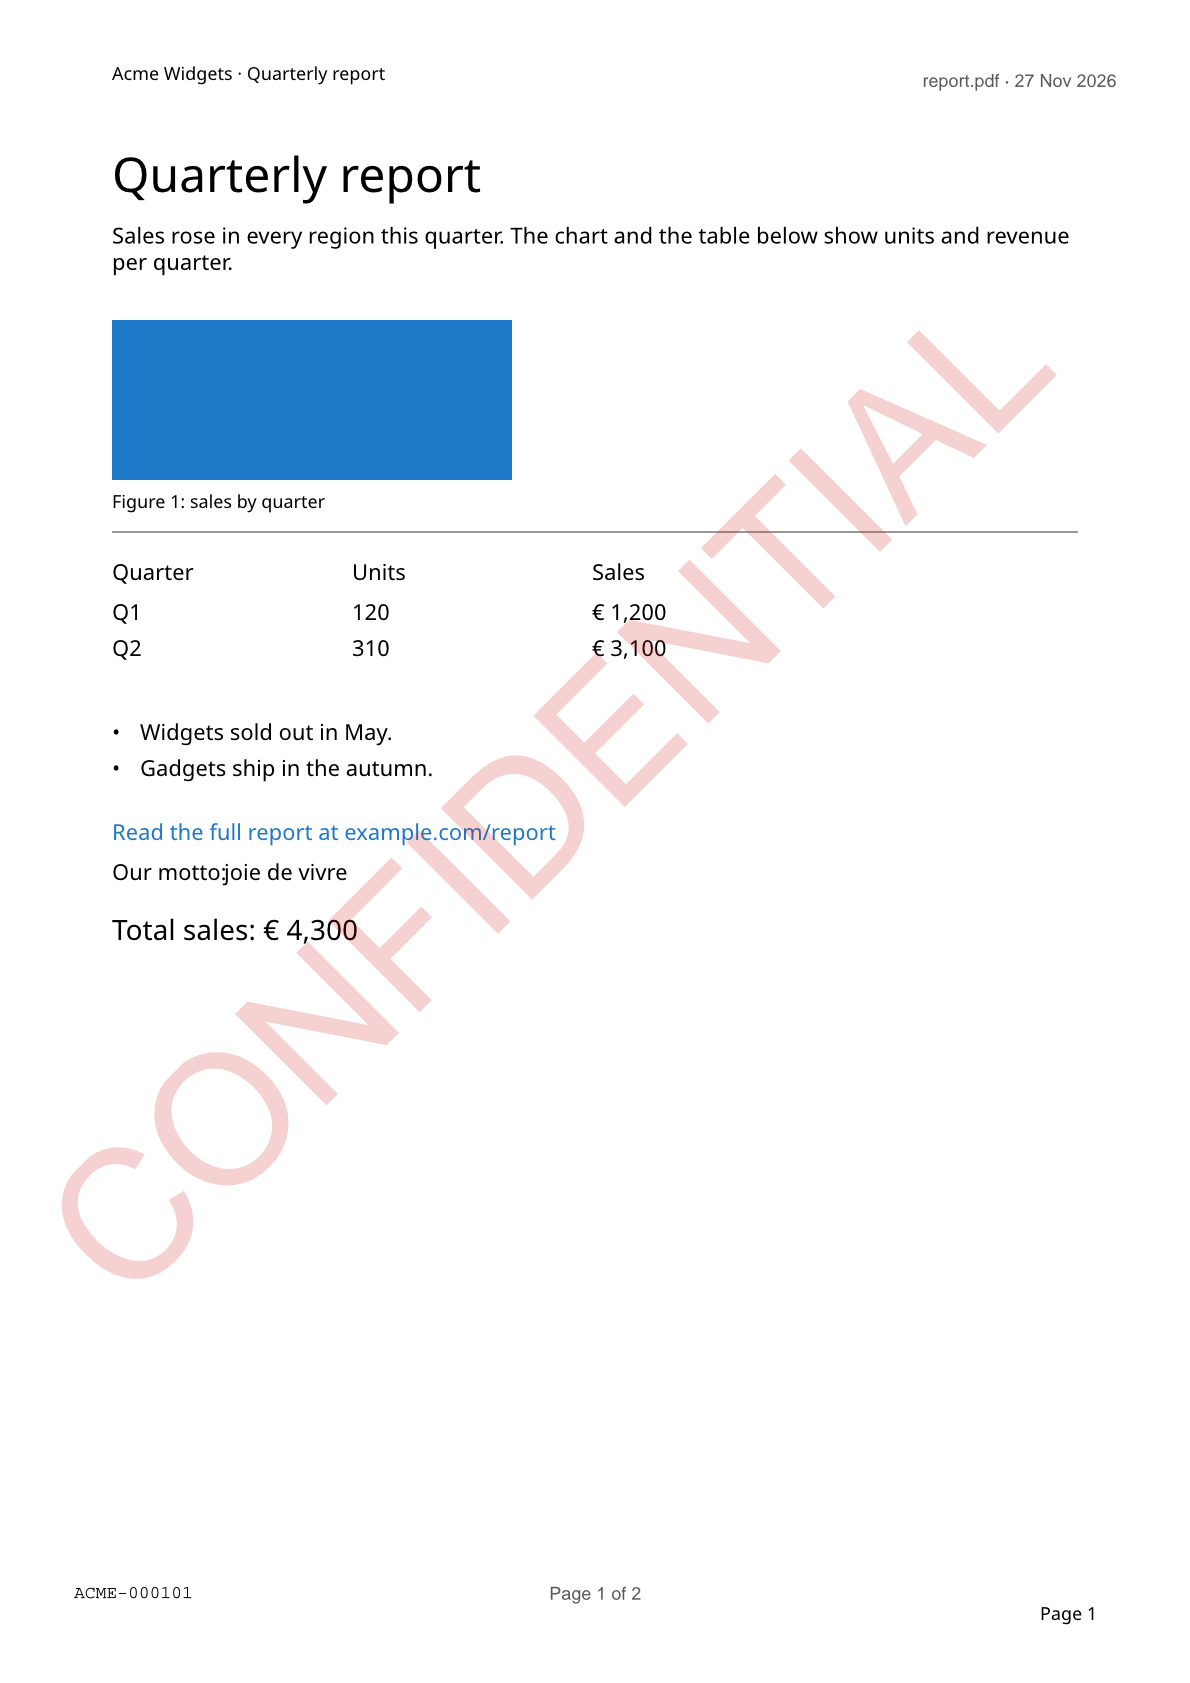 Acme Widgets · Quarterly report
report.pdf · 27 Nov 2026
Quarterly report
Sales rose in every region this quarter. The chart and the table below show units and revenue
per quarter.
Figure 1: sales by quarter
Quarter Units Sales
Q1 120 € 1,200
Q2 310 € 3,100
• Widgets sold out in May.
• Gadgets ship in the autumn.
Read the full report at example.com/report
Our motto:joie de vivre
Total sales: € 4,300
CONFIDENTIAL
ACME-000101
Page 1 of 2
Page 1